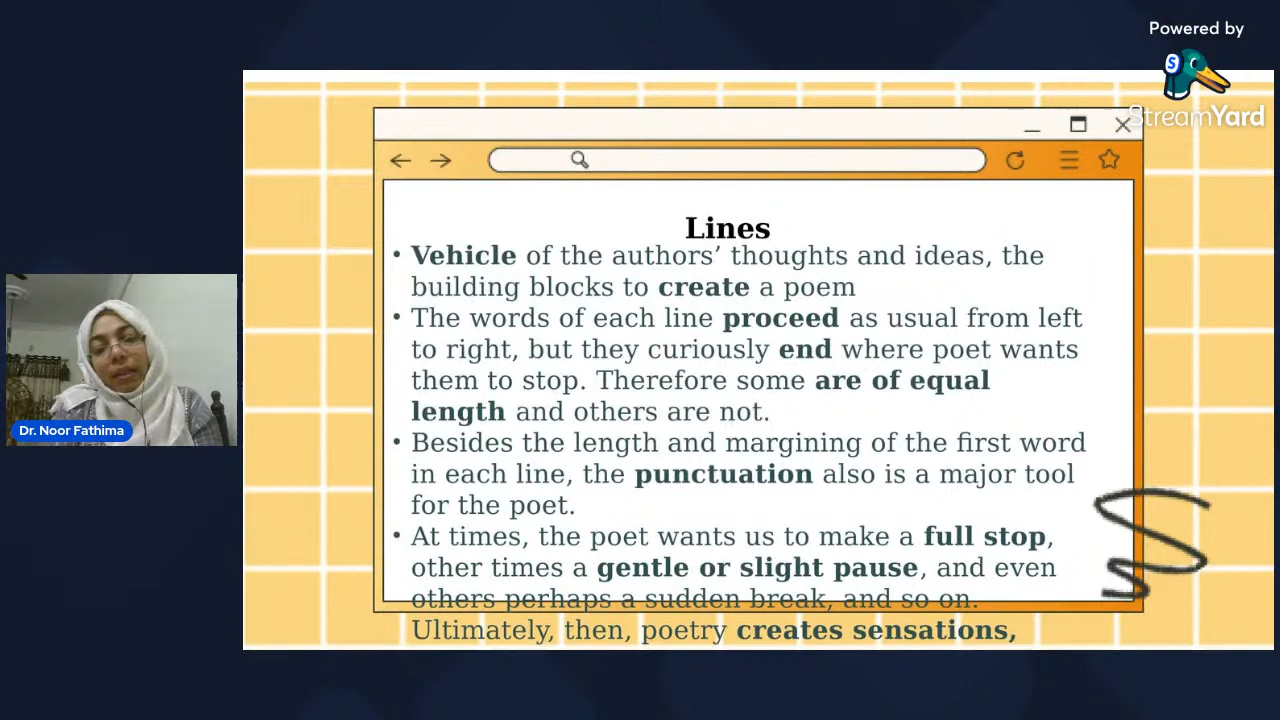 Powered by
StreamYard
Lines
• Vehicle of the authors’ thoughts and ideas, the
building blocks to create a poem
• The words of each line proceed as usual from left
to right, but they curiously end where poet wants
them to stop. Therefore some are of equal
length and others are not.
• Besides the length and margining of the first word
in each line, the punctuation also is a major tool
for the poet.
• At times, the poet wants us to make a full stop,
other times a gentle or slight pause, and even
others perhaps a sudden break, and so on.
Ultimately, then, poetry creates sensations,
Dr. Noor Fathima